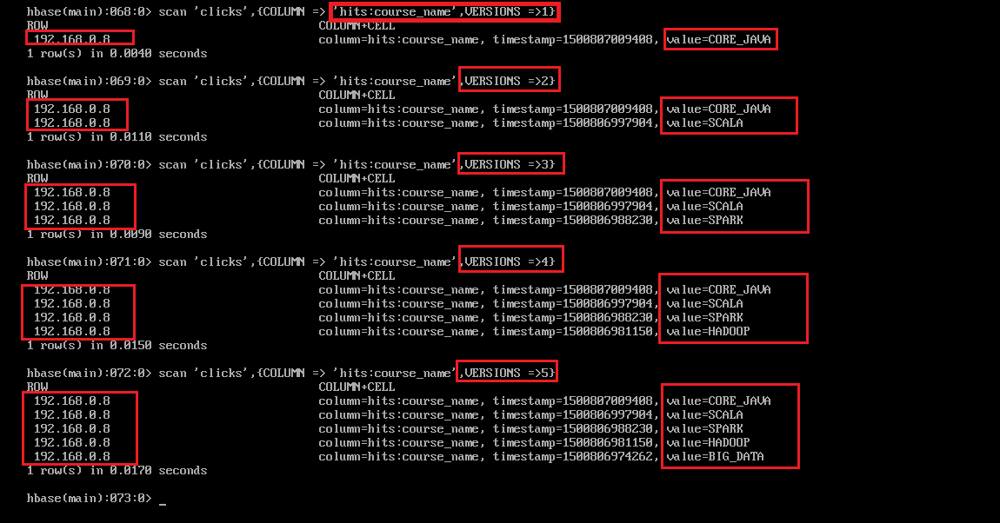 hbase(main):068:0> scan 'clicks',{COLUMN => 'hits:course_name',VERSIONS =>1}
ROW COLUMN+CELL
192.168.0.8 column=hits:course_name, timestamp=1500807009408, value=CORE_JAVA
1 row(s) in 0.0040 seconds
hbase(main):069:0> scan 'clicks',{COLUMN => 'hits:course_name',VERSIONS =>2}
ROW COLUMN+CELL
192.168.0.8 column=hits:course_name, timestamp=1500807009408, value=CORE_JAVA
192.168.0.8 column=hits:course_name, timestamp=1500806997904, value=SCALA
1 row(s) in 0.0110 seconds
hbase(main):070:0> scan 'clicks',{COLUMN => 'hits:course_name',VERSIONS =>3}
ROW COLUMN+CELL
192.168.0.8 column=hits:course_name, timestamp=1500807009408, value=CORE_JAVA
192.168.0.8 column=hits:course_name, timestamp=1500806997904, value=SCALA
192.168.0.8 column=hits:course_name, timestamp=1500806988230, value=SPARK
1 row(s) in 0.0090 seconds
hbase(main):071:0> scan 'clicks',{COLUMN => 'hits:course_name',VERSIONS =>4}
ROW COLUMN+CELL
192.168.0.8 column=hits:course_name, timestamp=1500807009408, value=CORE_JAVA
192.168.0.8 column=hits:course_name, timestamp=1500806997904, value=SCALA
192.168.0.8 column=hits:course_name, timestamp=1500806988230, value=SPARK
192.168.0.8 column=hits:course_name, timestamp=1500806981150, value=HADOOP
1 row(s) in 0.0150 seconds
hbase(main):072:0> scan 'clicks',{COLUMN => 'hits:course_name',VERSIONS =>5}
ROW COLUMN+CELL
192.168.0.8 column=hits:course_name, timestamp=1500807009408, value=CORE_JAVA
192.168.0.8 column=hits:course_name, timestamp=1500806997904, value=SCALA
192.168.0.8 column=hits:course_name, timestamp=1500806988230, value=SPARK
192.168.0.8 column=hits:course_name, timestamp=1500806981150, value=HADOOP
192.168.0.8 column=hits:course_name, timestamp=1500806974262, value=BIG_DATA
1 row(s) in 0.0170 seconds
hbase(main):073:0> _